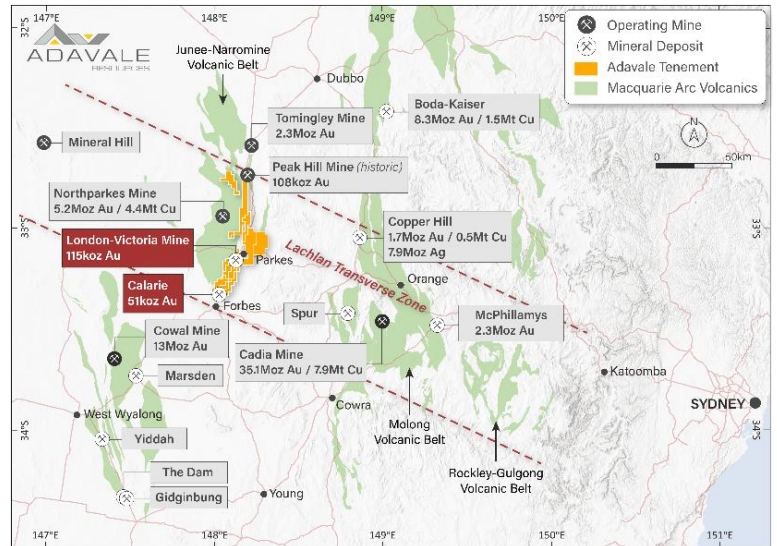 147°E
148°E
149°E
150°E
32°S
32°S
ADAVALE
RESOURCES
Operating Mine
Mineral Deposit
Adavale Tenement
Macquarie Arc Volcanics
N
0
50km
Junee-Narromine
Volcanic Belt
Dubbo
Boda-Kaiser
8.3Moz Au / 1.5Mt Cu
Tomingley Mine
2.3Moz Au
Mineral Hill
Peak Hill Mine (historic)
108koz Au
Northparkes Mine
5.2Moz Au / 4.4Mt Cu
Copper Hill
1.7Moz Au / 0.5Mt Cu
7.9Moz Ag
33°S
33°S
London-Victoria Mine
115koz Au
Parkes
Lachlan Transverse Zone
Orange
Calarie
51koz Au
Forbes
Spur
McPhillamys
2.3Moz Au
Cowal Mine
13Moz Au
Cadia Mine
35.1Moz Au / 7.9Mt Cu
Marsden
Katoomba
SYDNEY
Cowra
West Wyalong
Molong
Volcanic Belt
34°S
34°S
Yiddah
Rockley-Gulgong
Volcanic Belt
The Dam
Gidginbung
Young
147°E
148°E
149°E
150°E
151°E